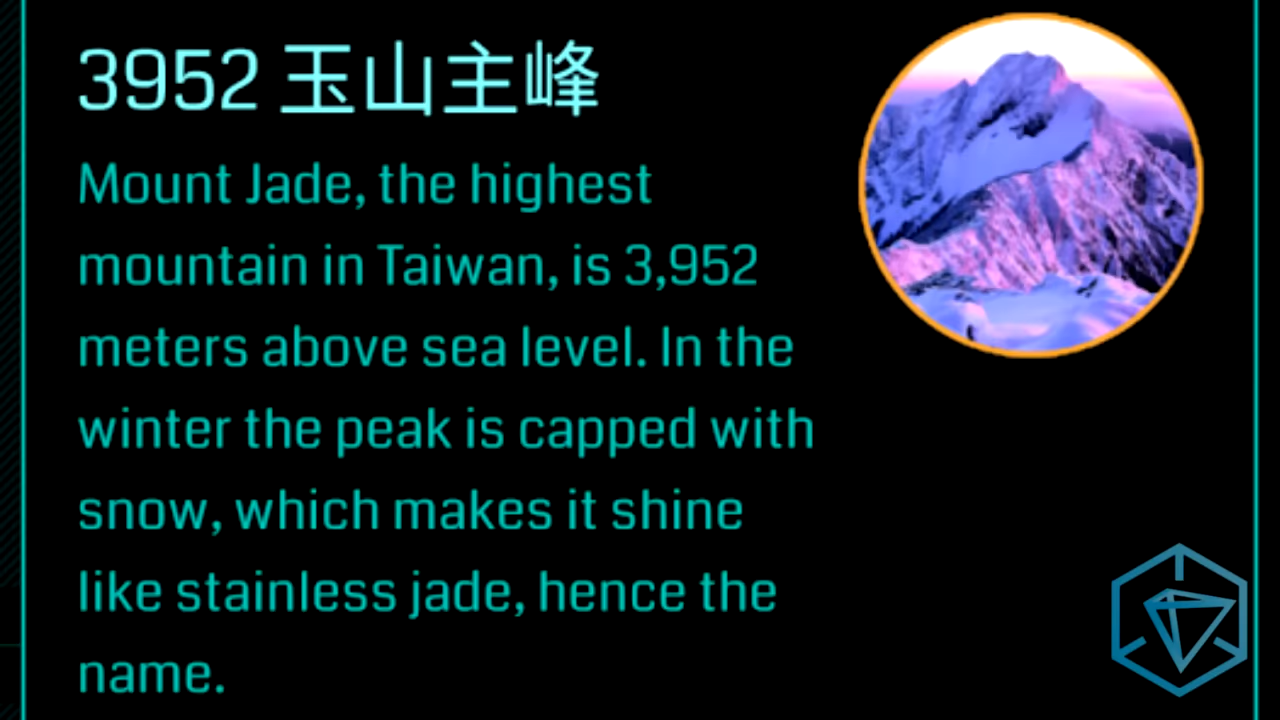 3952 玉山主峰
Mount Jade, the highest
mountain in Taiwan, is 3,952
meters above sea level. In the
winter the peak is capped with
snow, which makes it shine
like stainless jade, hence the
name.